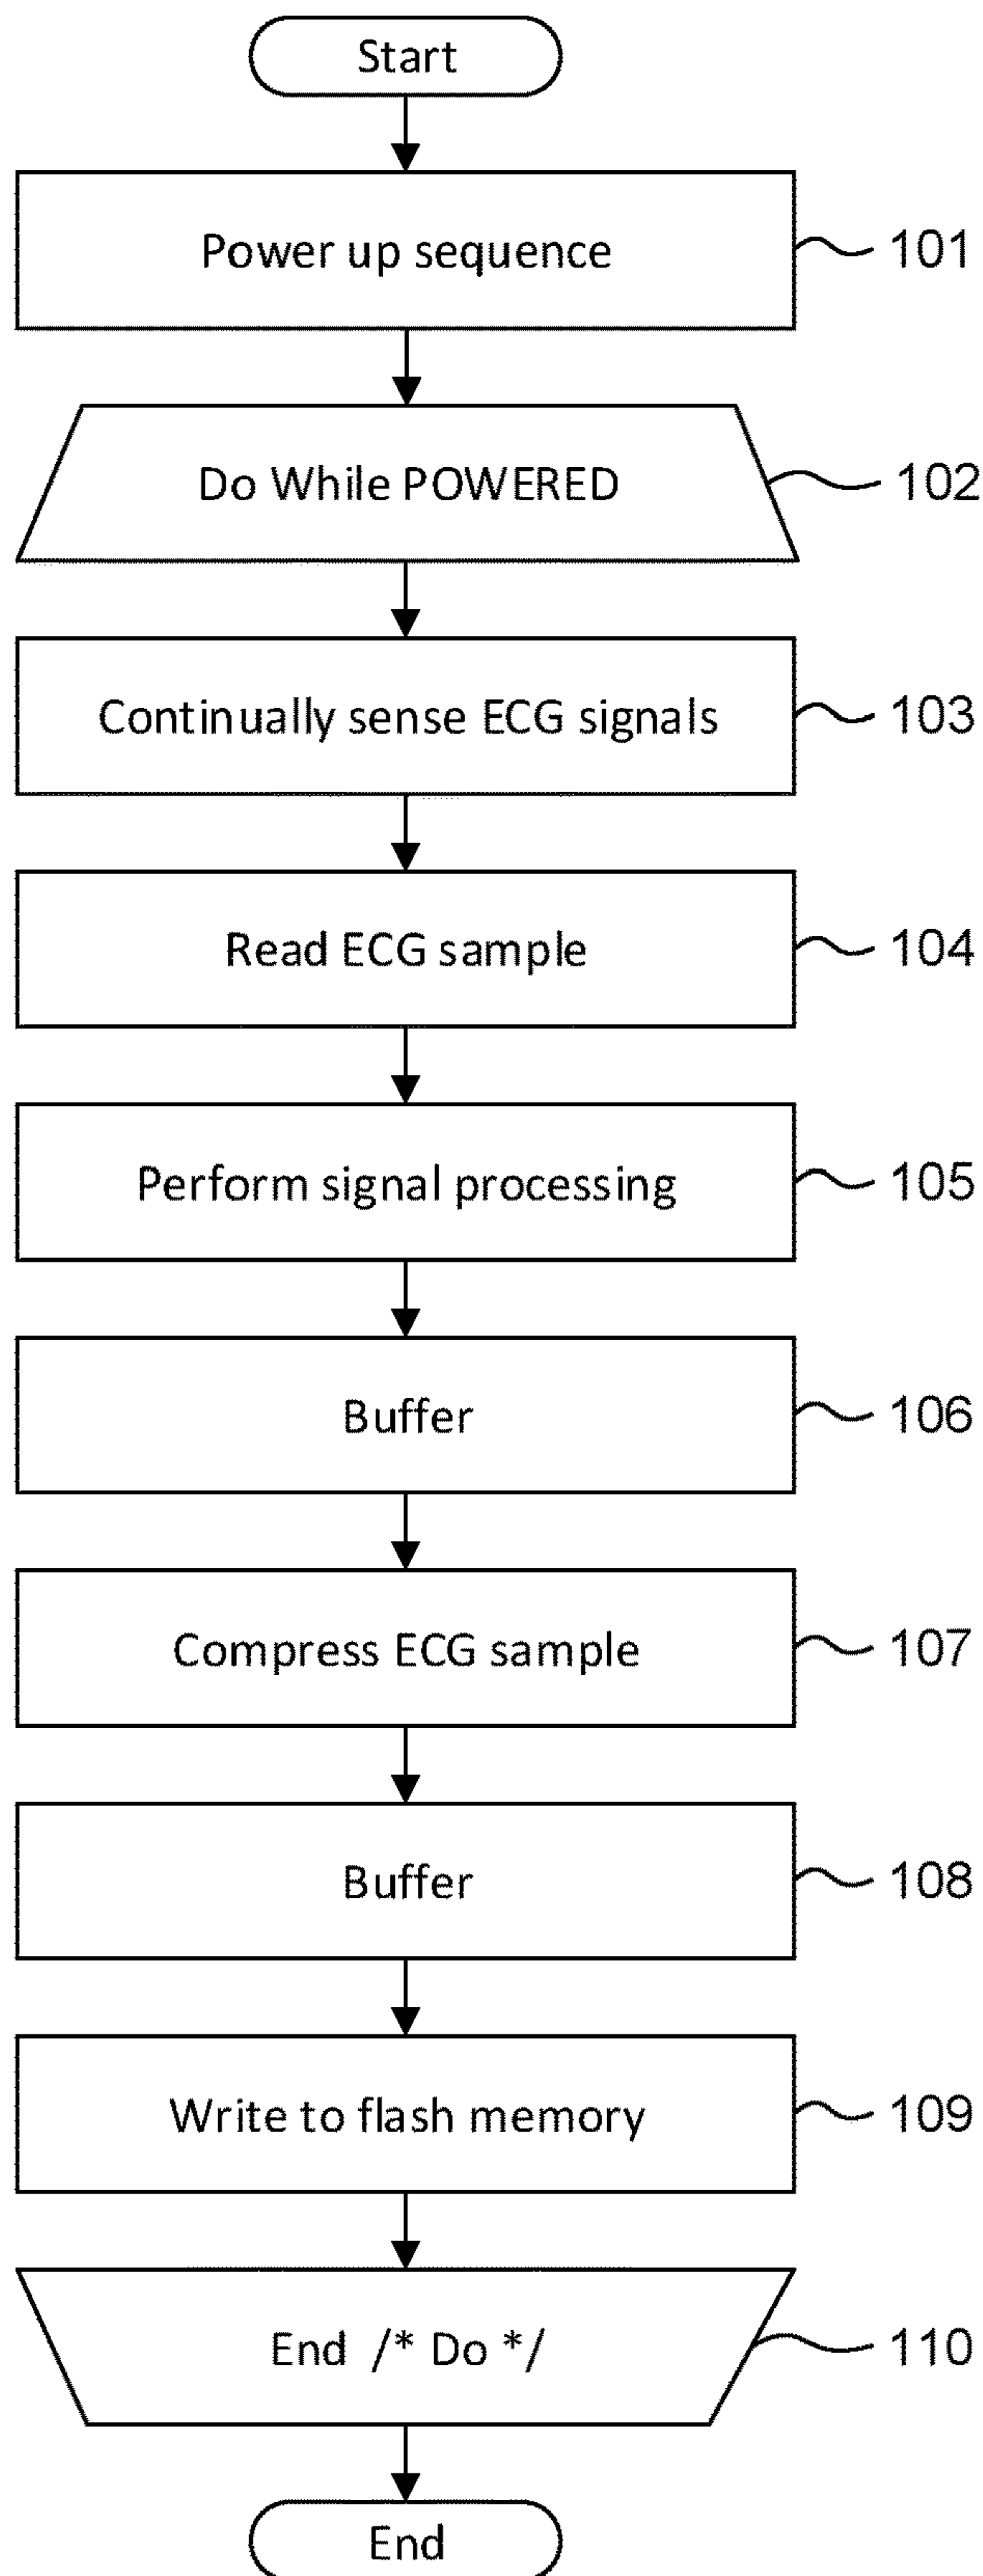 Start
Power up sequence
101
Do While POWERED
102
Continually sense ECG signals
103
Read ECG sample
104
Perform signal processing
105
Buffer
106
Compress ECG sample
107
Buffer
108
Write to flash memory
109
End /* Do */
110
End